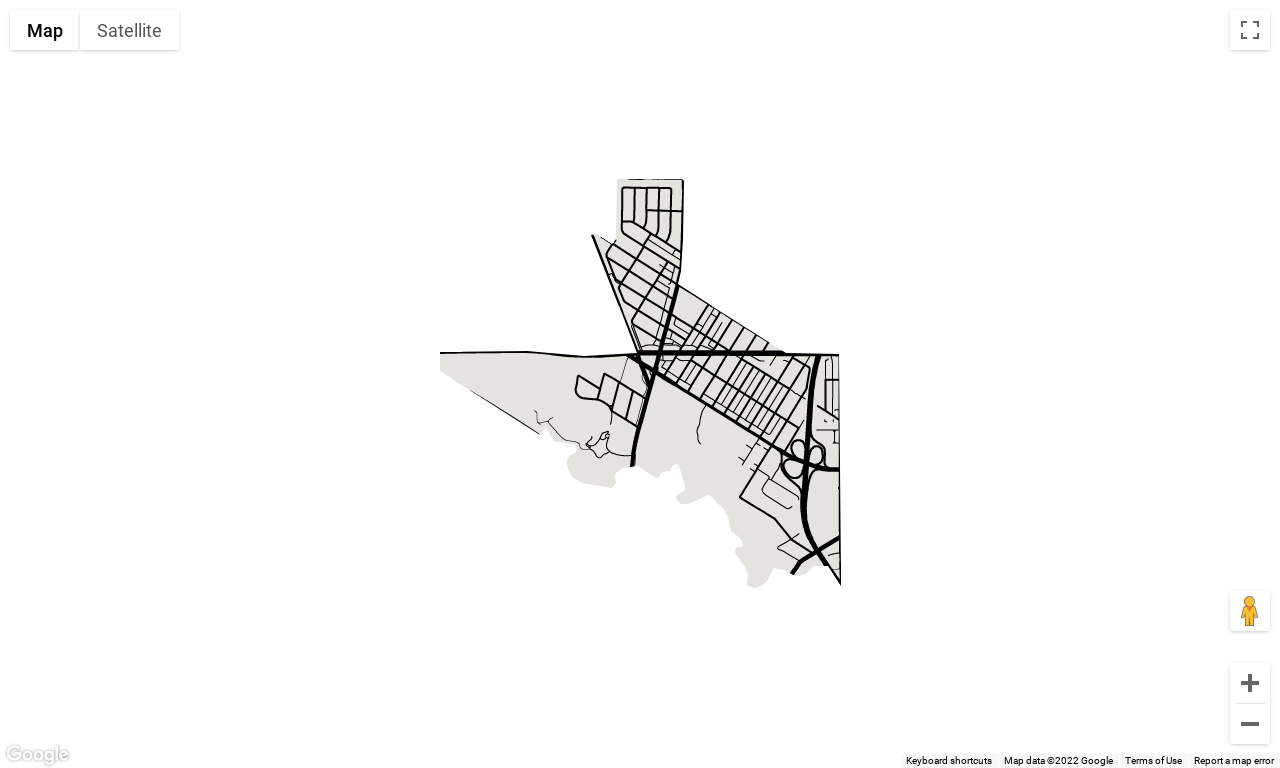 Map Satellite
Google
Keyboard shortcuts Map data ©2022 Google Terms of Use Report a map error